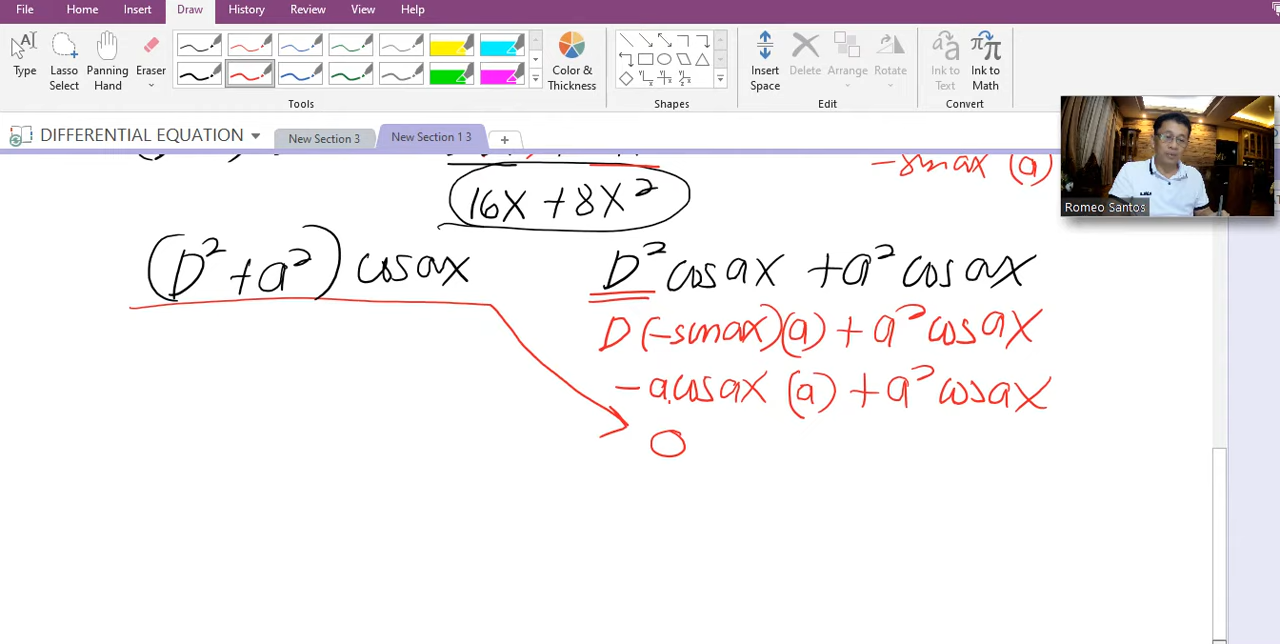 File Home Insert Draw History Review View Help
Type Lasso Select Panning Hand Eraser Color & Thickness Insert Space Delete Arrange Rotate Ink to Text Ink to Math
Tools Shapes Edit Convert
DIFFERENTIAL EQUATION New Section 3 New Section 1 3
-sinax (a)
Romeo Santos
16x + 8x²
(D² + a²) cosax D² cosax + a² cosax
D(-sinax)(a) + a² cosax
-a cosax (a) + a² cosax
0